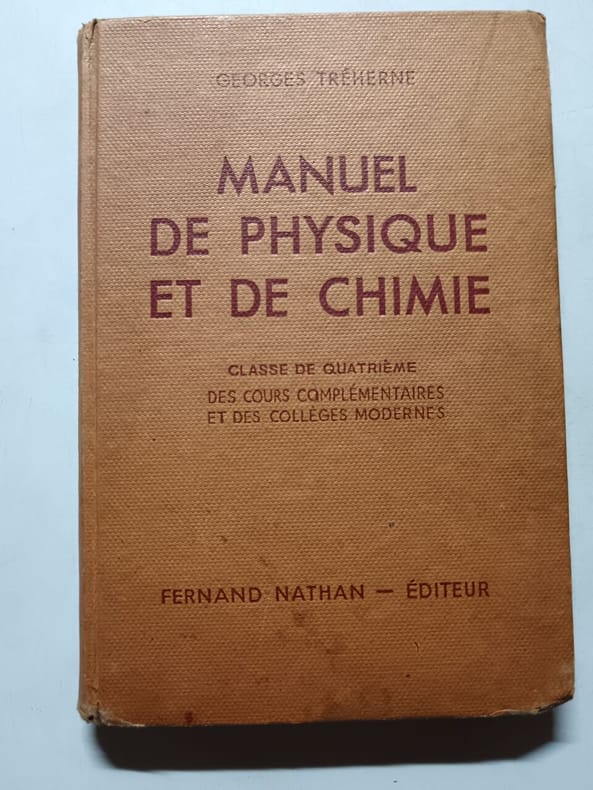 GEORGES TRÉHERNE
MANUEL
DE PHYSIQUE
ET DE CHIMIE
CLASSE DE QUATRIÈME
DES COURS COMPLÉMENTAIRES
ET DES COLLÈGES MODERNES
FERNAND NATHAN — ÉDITEUR